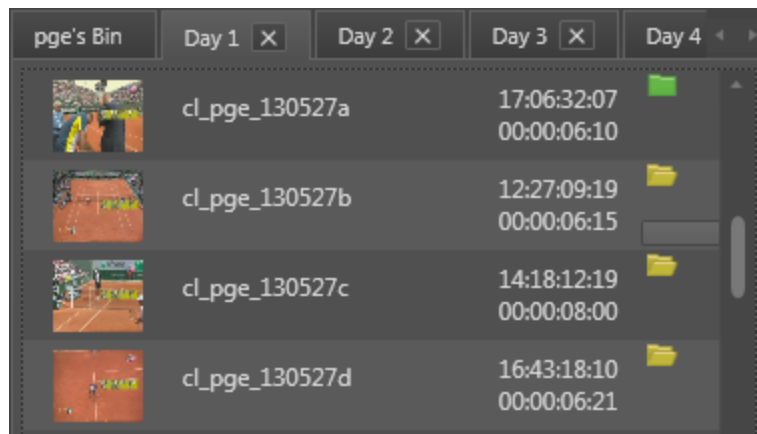 pge's Bin
Day 1
Day 2
Day 3
Day 4
cl_pge_130527a
17:06:32:07
00:00:06:10
cl_pge_130527b
12:27:09:19
00:00:06:15
cl_pge_130527c
14:18:12:19
00:00:08:00
cl_pge_130527d
16:43:18:10
00:00:06:21